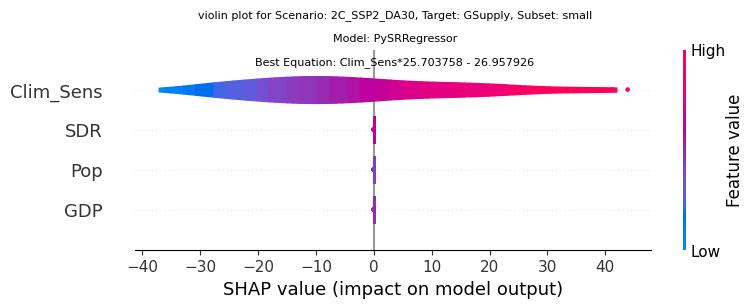 violin plot for Scenario: 2C_SSP2_DA30, Target: GSupply, Subset: small
Model: PySRRegressor
Best Equation: Clim_Sens*25.703758 - 26.957926
High
Clim_Sens
SDR
Pop
GDP
Feature value
Low
−40 −30 −20 −10 0 10 20 30 40
SHAP value (impact on model output)